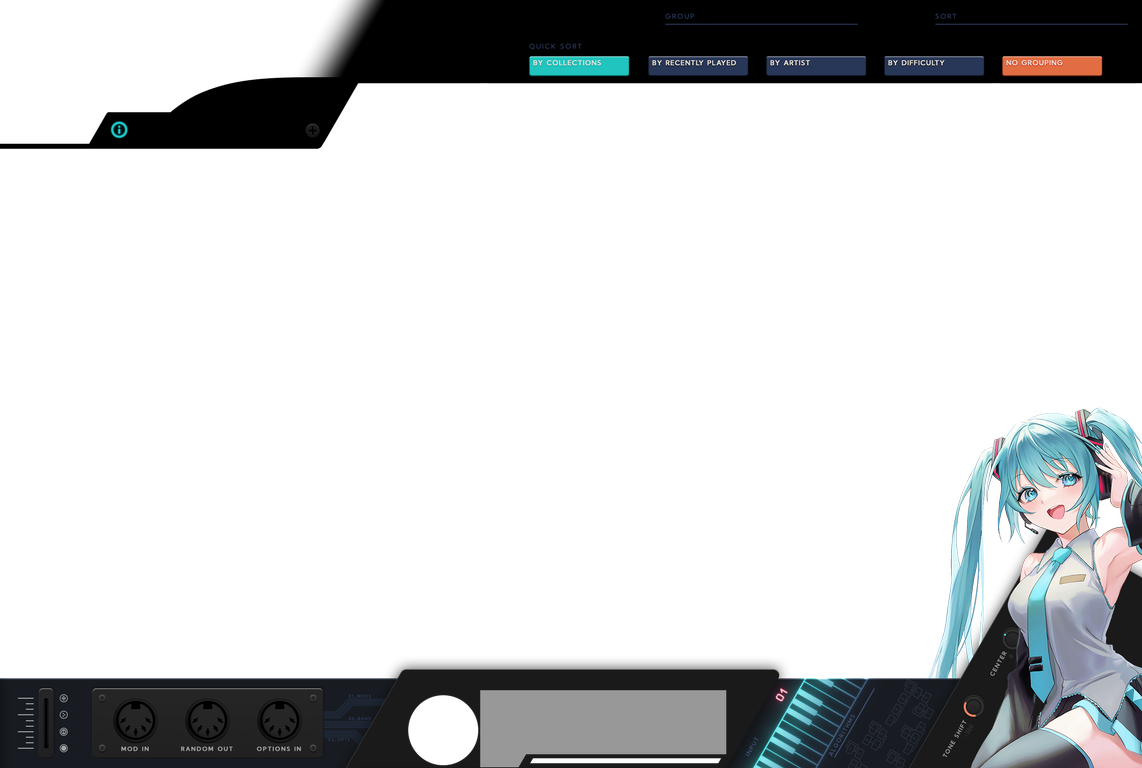 GROUP
SORT
QUICK SORT
BY COLLECTIONS
BY RECENTLY PLAYED
BY ARTIST
BY DIFFICULTY
NO GROUPING
01
CENTER
TONE SHIFT
INPUT
ALGORITHMS
MOD IN
RANDOM OUT
OPTIONS IN